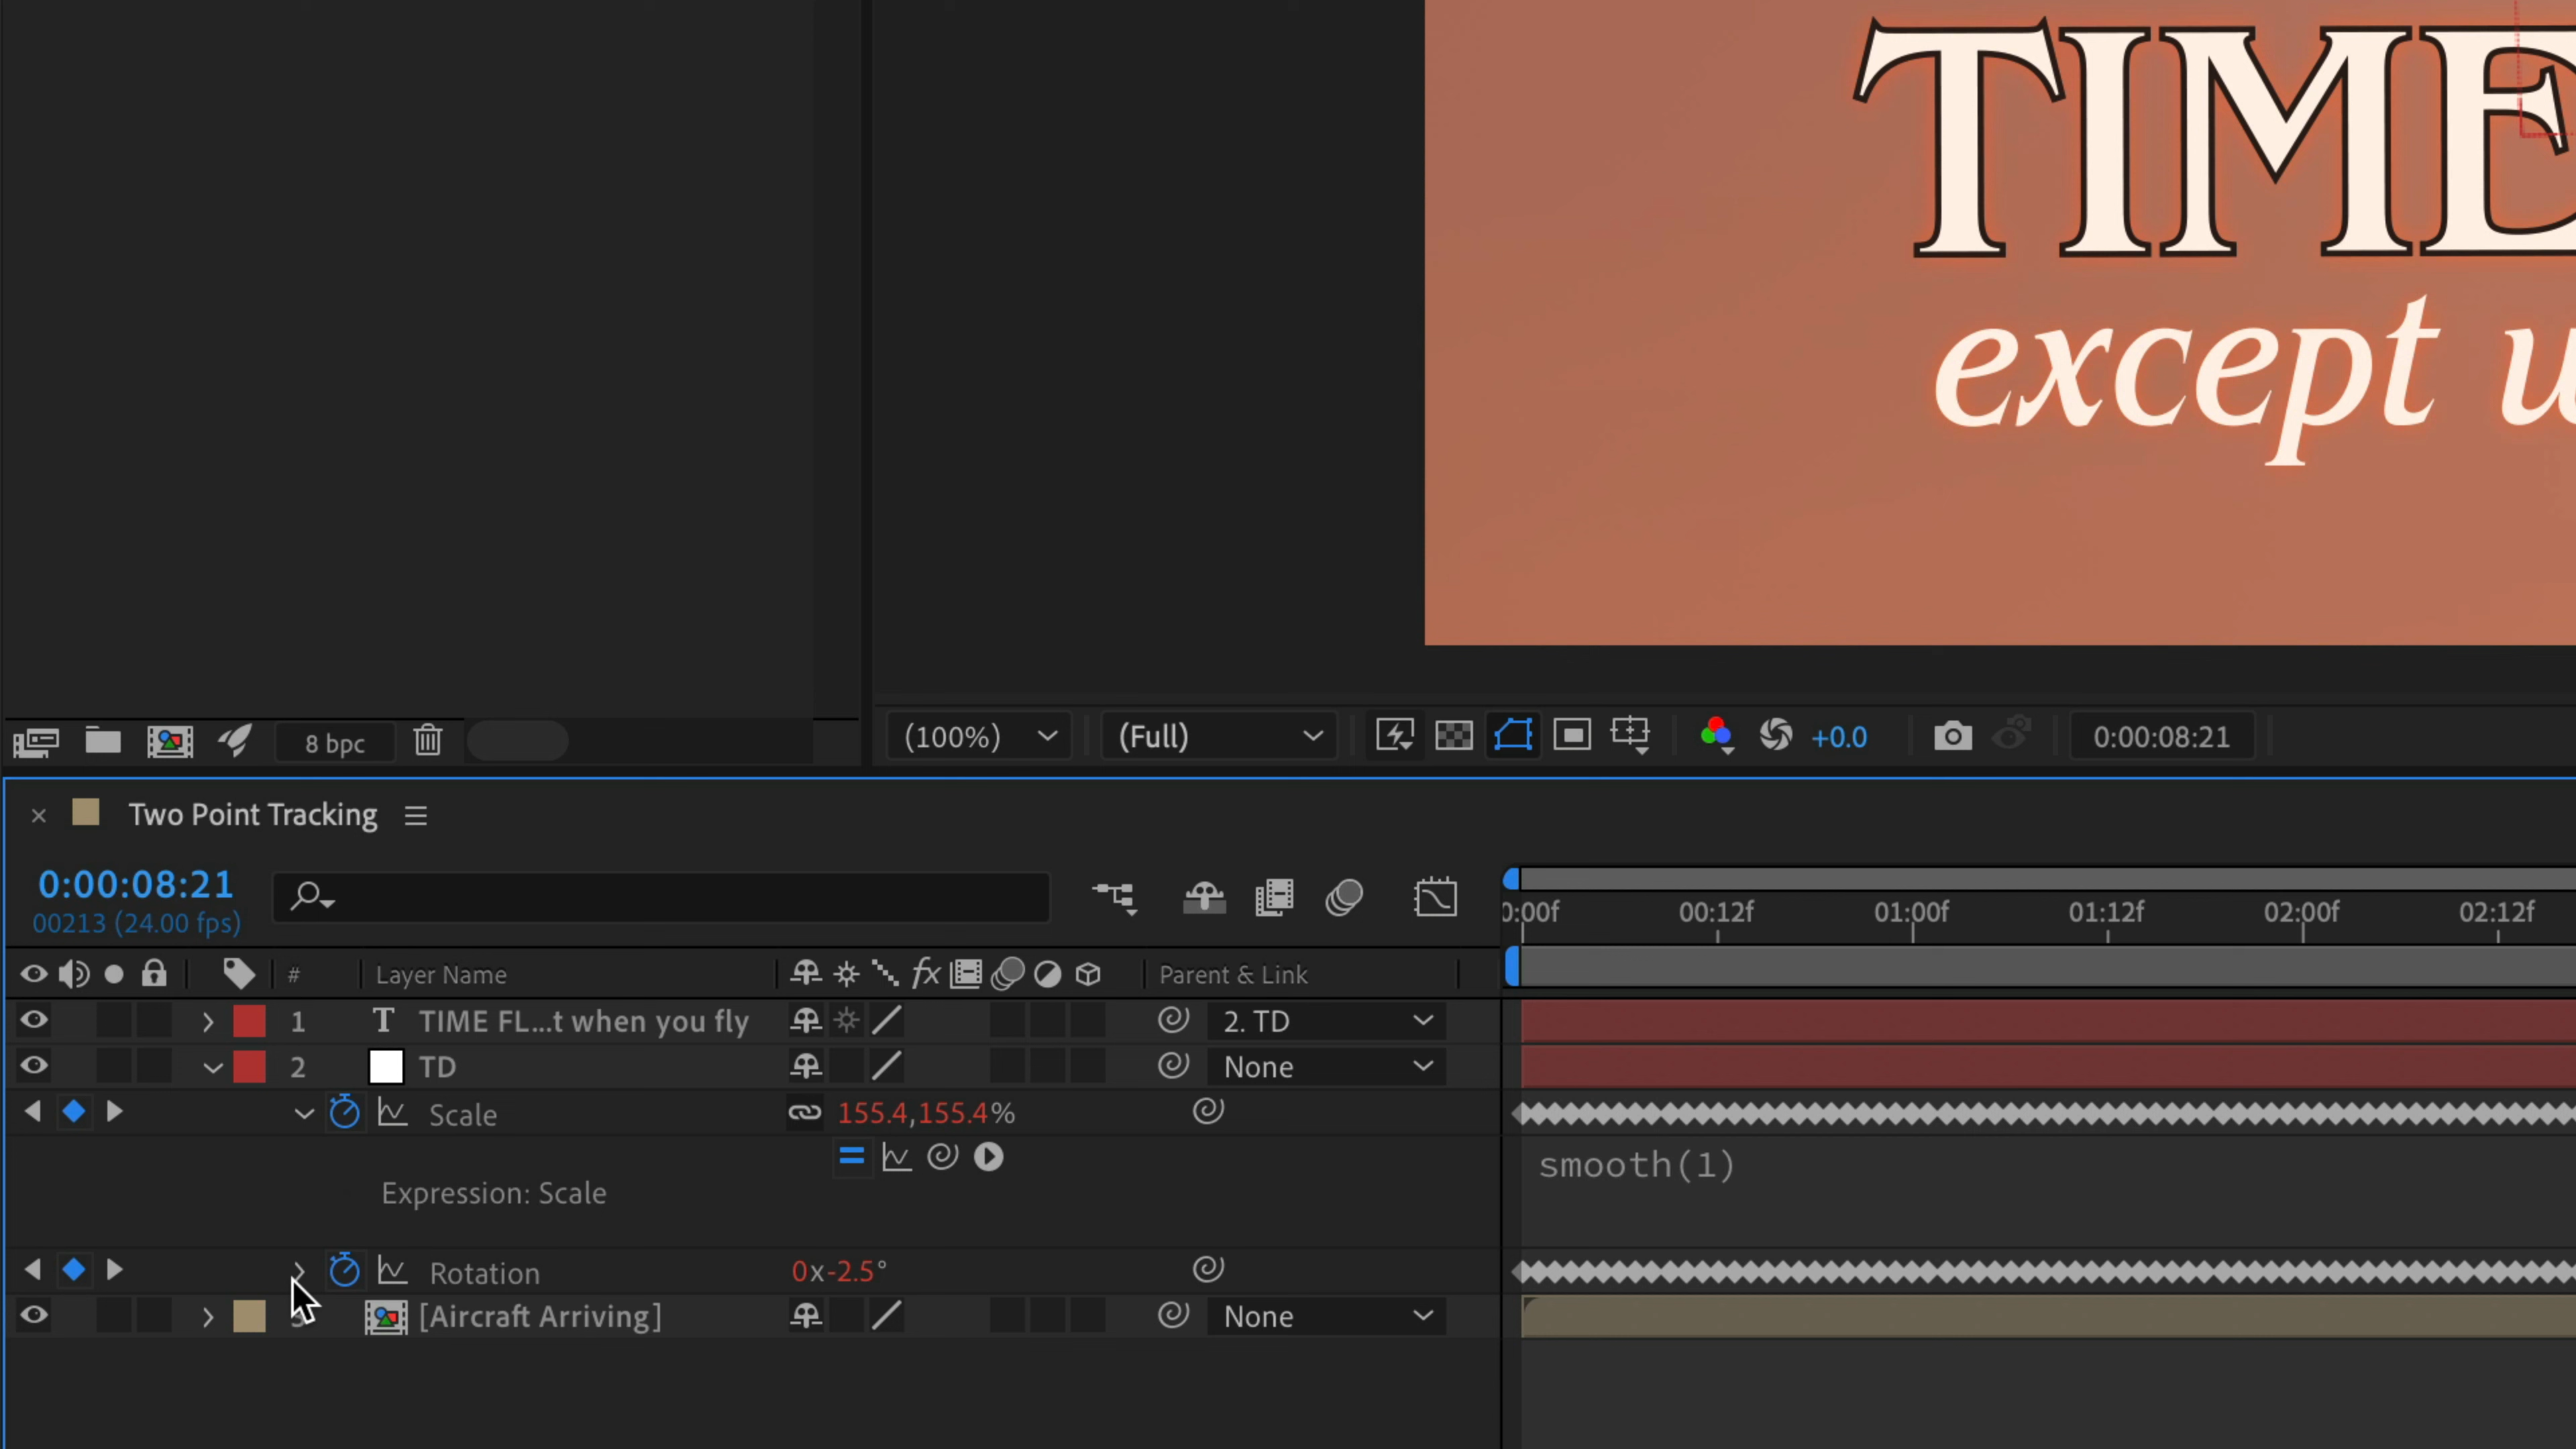 TIME
except
8 bpc
(100%)
(Full)
+0.0
0:00:08:21
Two Point Tracking
0:00:08:21
00213 (24.00 fps)
0:00f 00:12f 01:00f 01:12f 02:00f 02:12f
# Layer Name fx Parent & Link
1 T TIME FL...t when you fly 2. TD
2 TD None
Scale 155.4,155.4%
smooth(1)
Expression: Scale
Rotation 0x-2.5°
[Aircraft Arriving] None